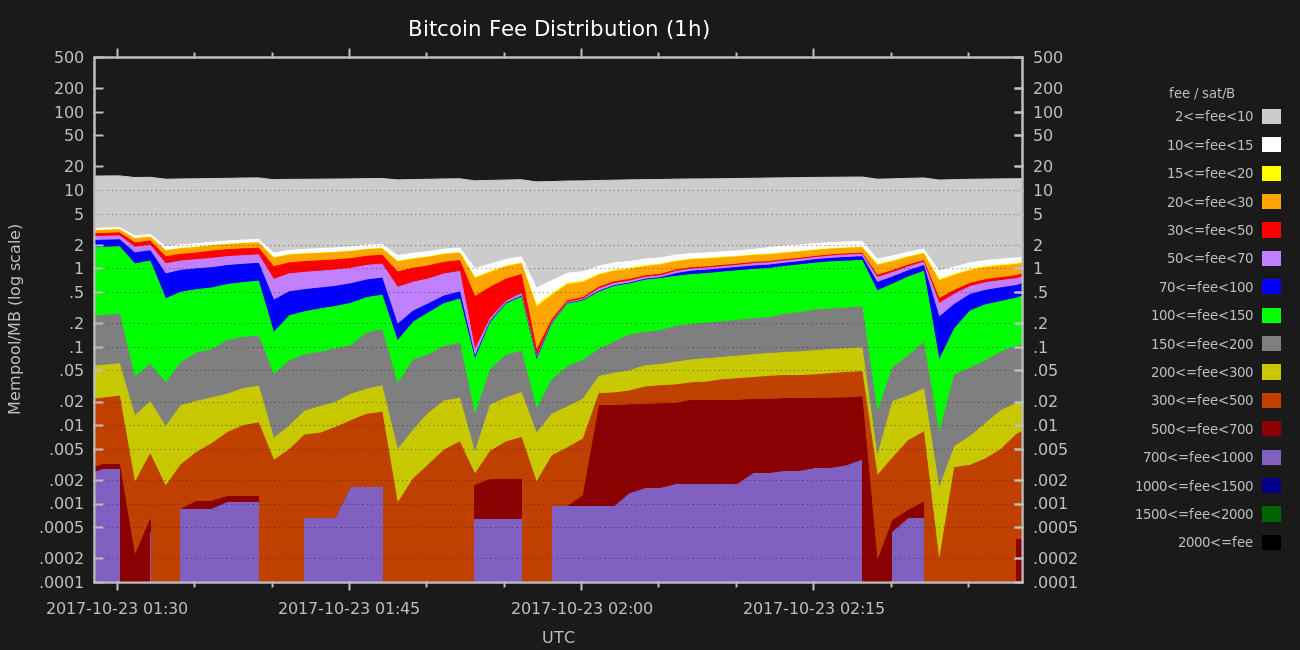 Bitcoin Fee Distribution (1h)
500 500
200 200
100 100
50 50
20 20
10 10
5 5
2 2
1 1
.5 .5
.2 .2
.1 .1
.05 .05
.02 .02
.01 .01
.005 .005
.002 .002
.001 .001
.0005 .0005
.0002 .0002
.0001 .0001
Mempool/MB (log scale)
2017-10-23 01:30 2017-10-23 01:45 2017-10-23 02:00 2017-10-23 02:15
UTC
fee / sat/B
2<=fee<10
10<=fee<15
15<=fee<20
20<=fee<30
30<=fee<50
50<=fee<70
70<=fee<100
100<=fee<150
150<=fee<200
200<=fee<300
300<=fee<500
500<=fee<700
700<=fee<1000
1000<=fee<1500
1500<=fee<2000
2000<=fee